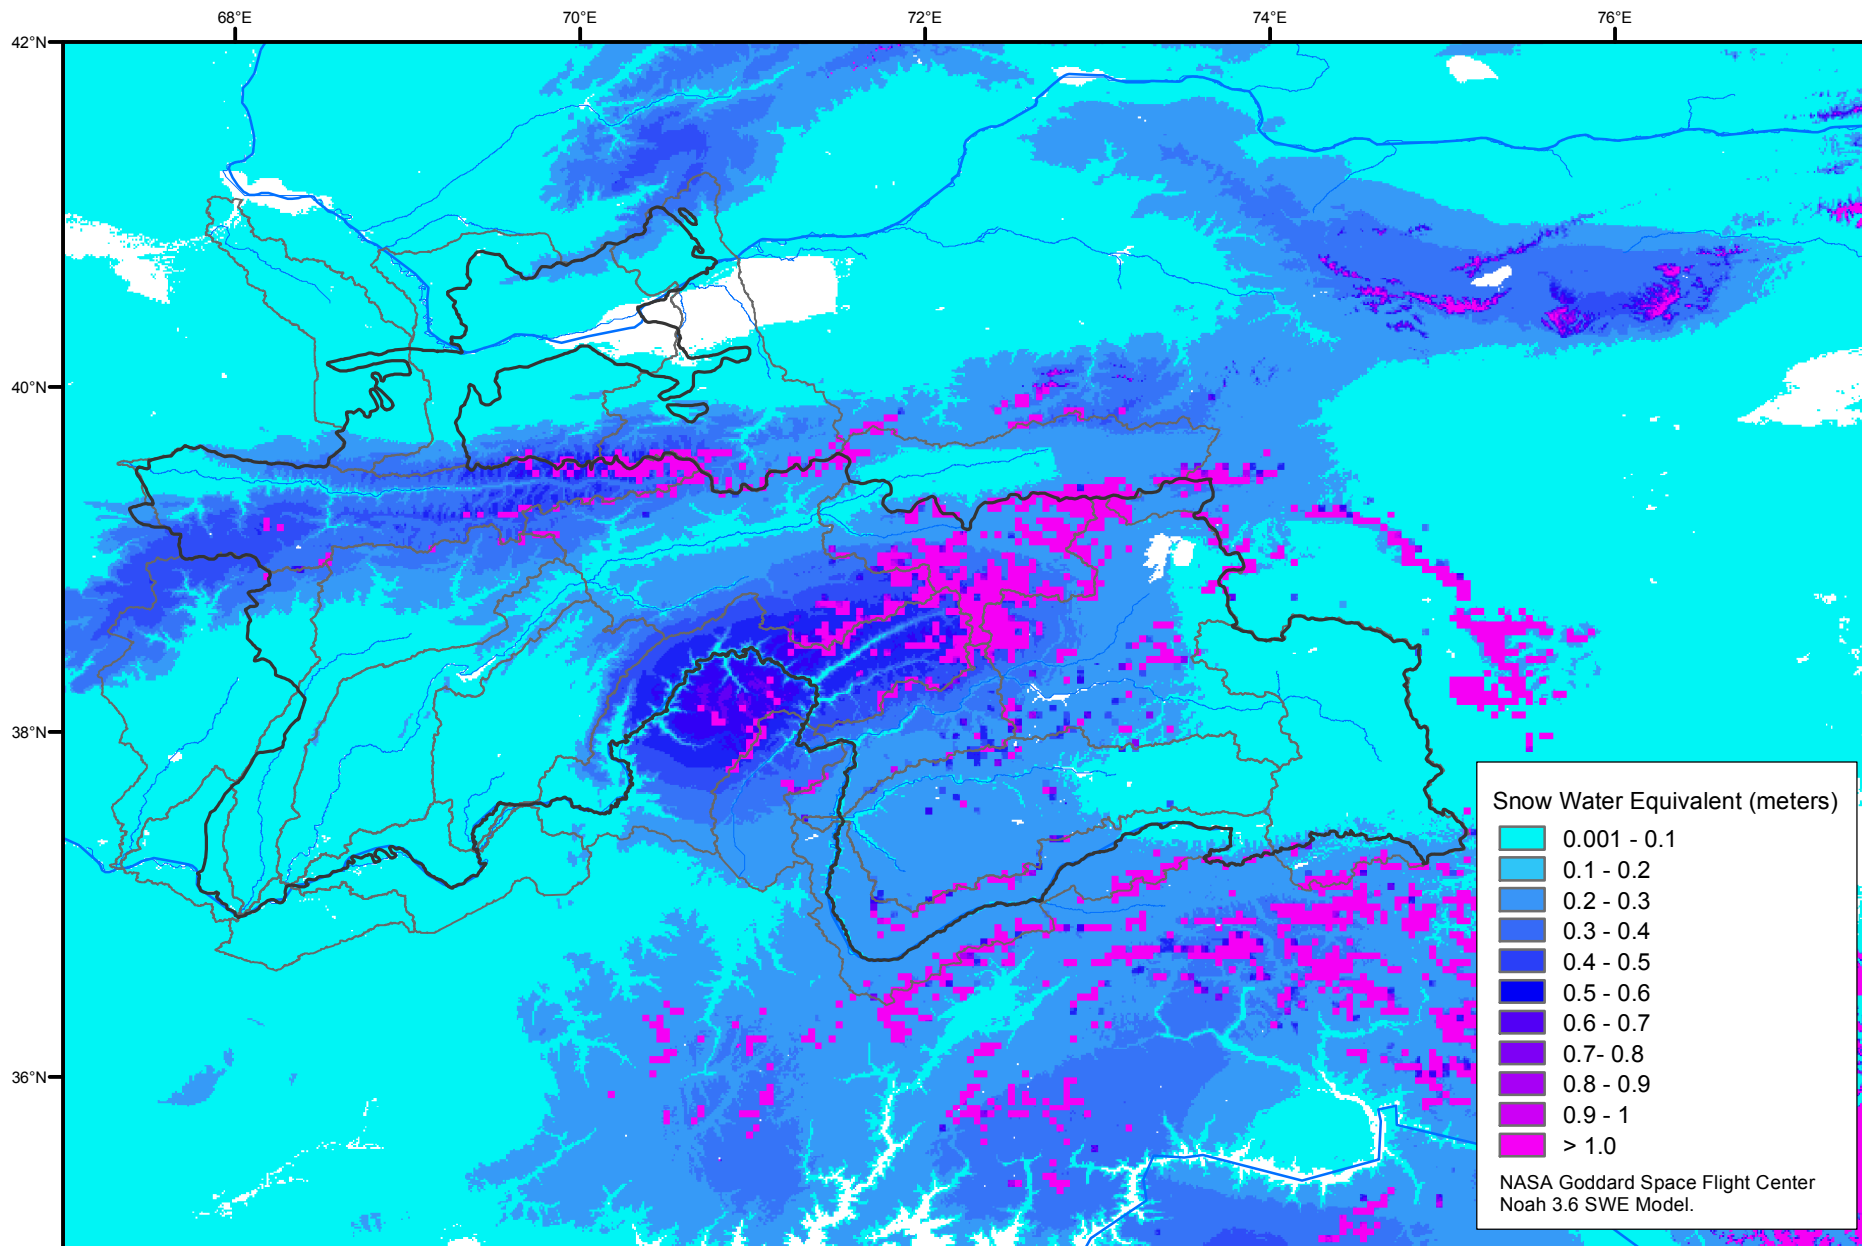 68°E 70°E 72°E 74°E 76°E
42°N
40°N
38°N
36°N
Snow Water Equivalent (meters)
0.001 - 0.1
0.1 - 0.2
0.2 - 0.3
0.3 - 0.4
0.4 - 0.5
0.5 - 0.6
0.6 - 0.7
0.7- 0.8
0.8 - 0.9
0.9 - 1
> 1.0
NASA Goddard Space Flight Center
Noah 3.6 SWE Model.